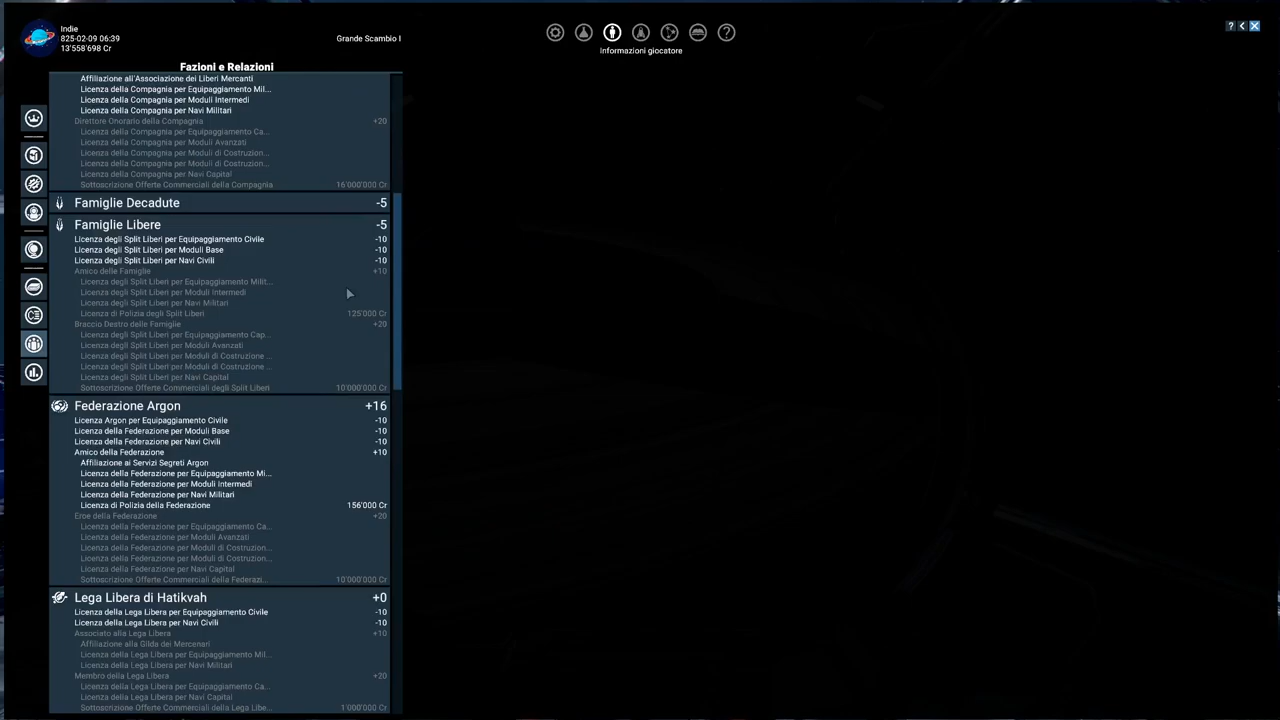 Indie
825-02-09 06:39
13'558'698 Cr
Grande Scambio I
Informazioni giocatore
Fazioni e Relazioni
Affiliazione all'Associazione dei Liberi Mercanti
Licenza della Compagnia per Equipaggiamento Mil...
Licenza della Compagnia per Moduli Intermedi
Licenza della Compagnia per Navi Militari
Direttore Onorario della Compagnia +20
Licenza della Compagnia per Equipaggiamento Ca...
Licenza della Compagnia per Moduli Avanzati
Licenza della Compagnia per Moduli di Costruzion...
Licenza della Compagnia per Moduli di Costruzion...
Licenza della Compagnia per Navi Capital
Sottoscrizione Offerte Commerciali della Compagnia 16'000'000 Cr
Famiglie Decadute -5
Famiglie Libere -5
Licenza degli Split Liberi per Equipaggiamento Civile -10
Licenza degli Split Liberi per Moduli Base -10
Licenza degli Split Liberi per Navi Civili -10
Amico delle Famiglie +10
Licenza degli Split Liberi per Equipaggiamento Milit...
Licenza degli Split Liberi per Moduli Intermedi
Licenza degli Split Liberi per Navi Militari
Licenza di Polizia degli Split Liberi 125'000 Cr
Braccio Destro delle Famiglie +20
Licenza degli Split Liberi per Equipaggiamento Cap...
Licenza degli Split Liberi per Moduli Avanzati
Licenza degli Split Liberi per Moduli di Costruzione ...
Licenza degli Split Liberi per Moduli di Costruzione ...
Licenza degli Split Liberi per Navi Capital
Sottoscrizione Offerte Commerciali degli Split Liberi 10'000'000 Cr
Federazione Argon +16
Licenza Argon per Equipaggiamento Civile -10
Licenza della Federazione per Moduli Base -10
Licenza della Federazione per Navi Civili -10
Amico della Federazione +10
Affiliazione ai Servizi Segreti Argon
Licenza della Federazione per Equipaggiamento Mi...
Licenza della Federazione per Moduli Intermedi
Licenza della Federazione per Navi Militari
Licenza di Polizia della Federazione 156'000 Cr
Eroe della Federazione +20
Licenza della Federazione per Equipaggiamento Ca...
Licenza della Federazione per Moduli Avanzati
Licenza della Federazione per Moduli di Costruzion...
Licenza della Federazione per Moduli di Costruzion...
Licenza della Federazione per Navi Capital
Sottoscrizione Offerte Commerciali della Federazi... 10'000'000 Cr
Lega Libera di Hatikvah +0
Licenza della Lega Libera per Equipaggiamento Civile -10
Licenza della Lega Libera per Navi Civili -10
Associato alla Lega Libera +10
Affiliazione alla Gilda dei Mercenari
Licenza della Lega Libera per Equipaggiamento Mil...
Licenza della Lega Libera per Navi Militari
Membro della Lega Libera +20
Licenza della Lega Libera per Equipaggiamento Ca...
Licenza della Lega Libera per Navi Capital
Sottoscrizione Offerte Commerciali della Lega Libe... 1'000'000 Cr